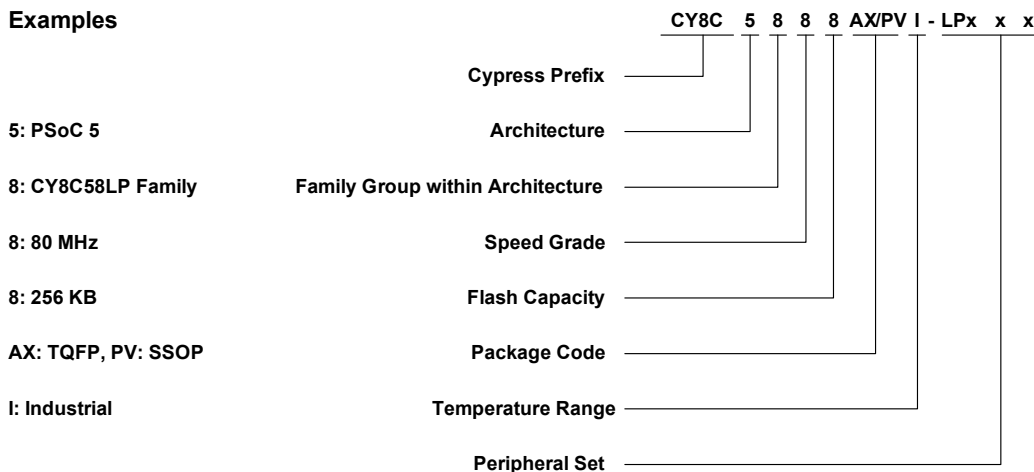 Examples CY8C 5 8 8 8 AX/PV I - LPx x x
Cypress Prefix
5: PSoC 5 Architecture
8: CY8C58LP Family Family Group within Architecture
8: 80 MHz Speed Grade
8: 256 KB Flash Capacity
AX: TQFP, PV: SSOP Package Code
I: Industrial Temperature Range
Peripheral Set